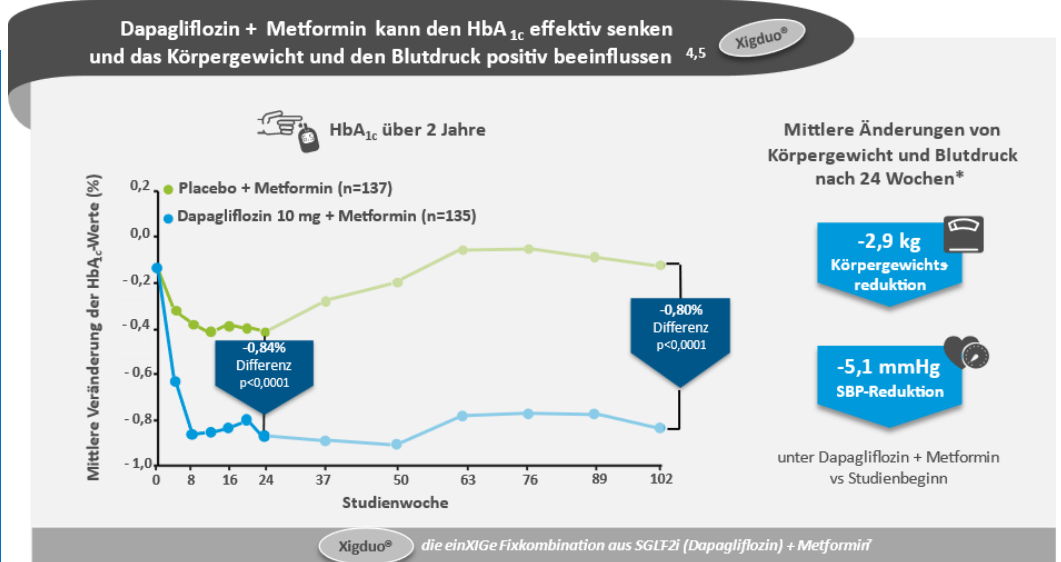 Dapagliflozin + Metformin kann den HbA1c effektiv senken
und das Körpergewicht und den Blutdruck positiv beeinflussen 4,5
Xigduo®
HbA1c über 2 Jahre
Mittlere Veränderung der HbA1c-Werte (%)
0,2
0,0
- 0,2
- 0,4
- 0,6
- 0,8
- 1,0
Placebo + Metformin (n=137)
Dapagliflozin 10 mg + Metformin (n=135)
-0,84%
Differenz
p<0,0001
-0,80%
Differenz
p<0,0001
0 8 16 24 37 50 63 76 89 102
Studienwoche
Mittlere Änderungen von
Körpergewicht und Blutdruck
nach 24 Wochen*
-2,9 kg
Körpergewichts-
reduktion
-5,1 mmHg
SBP-Reduktion
unter Dapagliflozin + Metformin
vs Studienbeginn
Xigduo® die einXIGe Fixkombination aus SGLT-2i (Dapagliflozin) + Metformin7